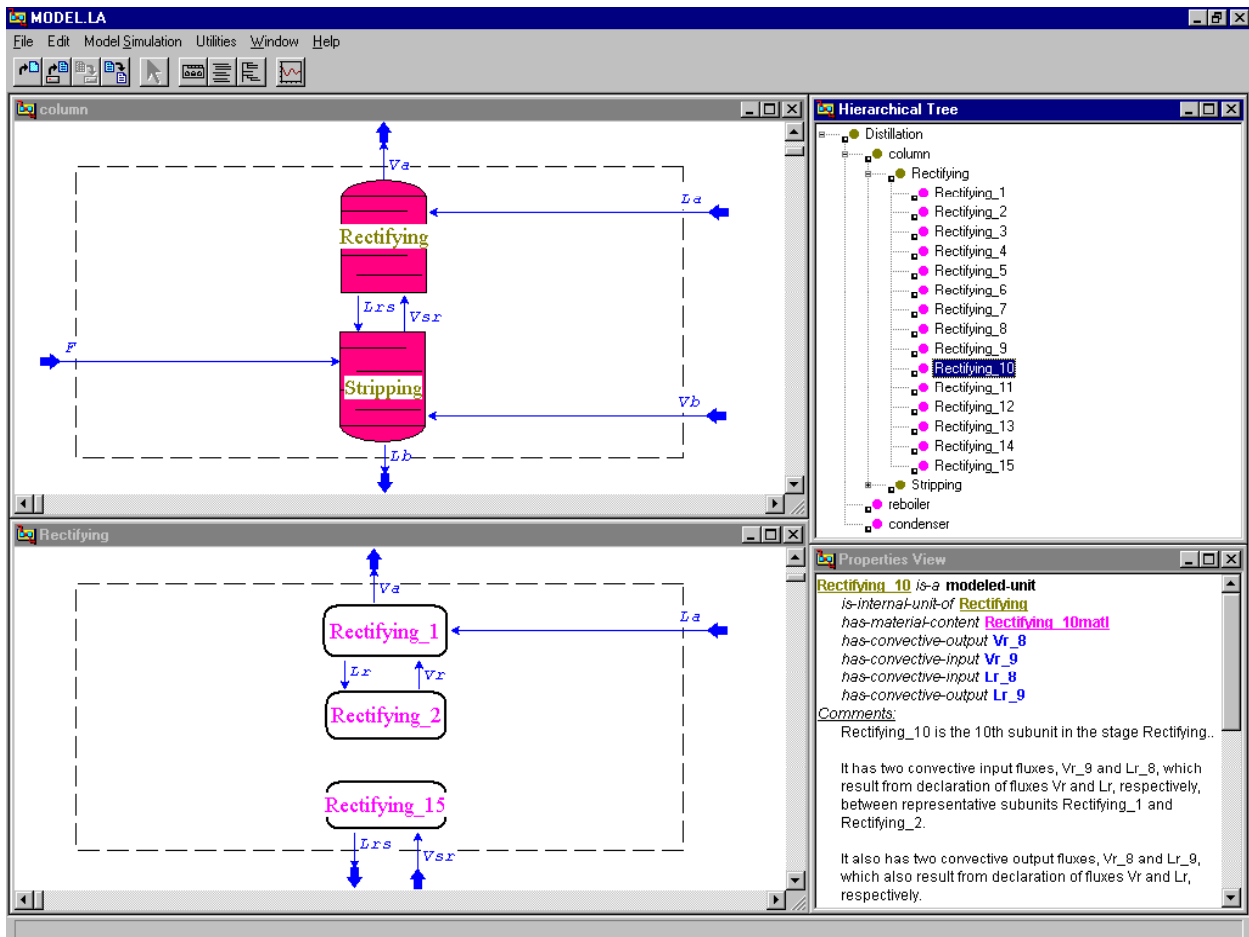 MODEL.LA
File Edit Model Simulation Utilities Window Help
column
Va
La
Rectifying
Lrs
Vsr
F
Stripping
Vb
Lb
Rectifying
Va
La
Rectifying_1
Lr
Vr
Rectifying_2
Rectifying_15
Lrs
Vsr
Hierarchical Tree
Distillation
column
Rectifying
Rectifying_1
Rectifying_2
Rectifying_3
Rectifying_4
Rectifying_5
Rectifying_6
Rectifying_7
Rectifying_8
Rectifying_9
Rectifying_10
Rectifying_11
Rectifying_12
Rectifying_13
Rectifying_14
Rectifying_15
Stripping
reboiler
condenser
Properties View
Rectifying_10 is-a modeled-unit
is-internal-unit-of Rectifying
has-material-content Rectifying_10matl
has-convective-output Vr_8
has-convective-input Vr_9
has-convective-input Lr_8
has-convective-output Lr_9
Comments:
Rectifying_10 is the 10th subunit in the stage Rectifying..
It has two convective input fluxes, Vr_9 and Lr_8, which
result from declaration of fluxes Vr and Lr, respectively,
between representative subunits Rectifying_1 and
Rectifying_2.
It also has two convective output fluxes, Vr_8 and Lr_9,
which also result from declaration of fluxes Vr and Lr,
respectively.